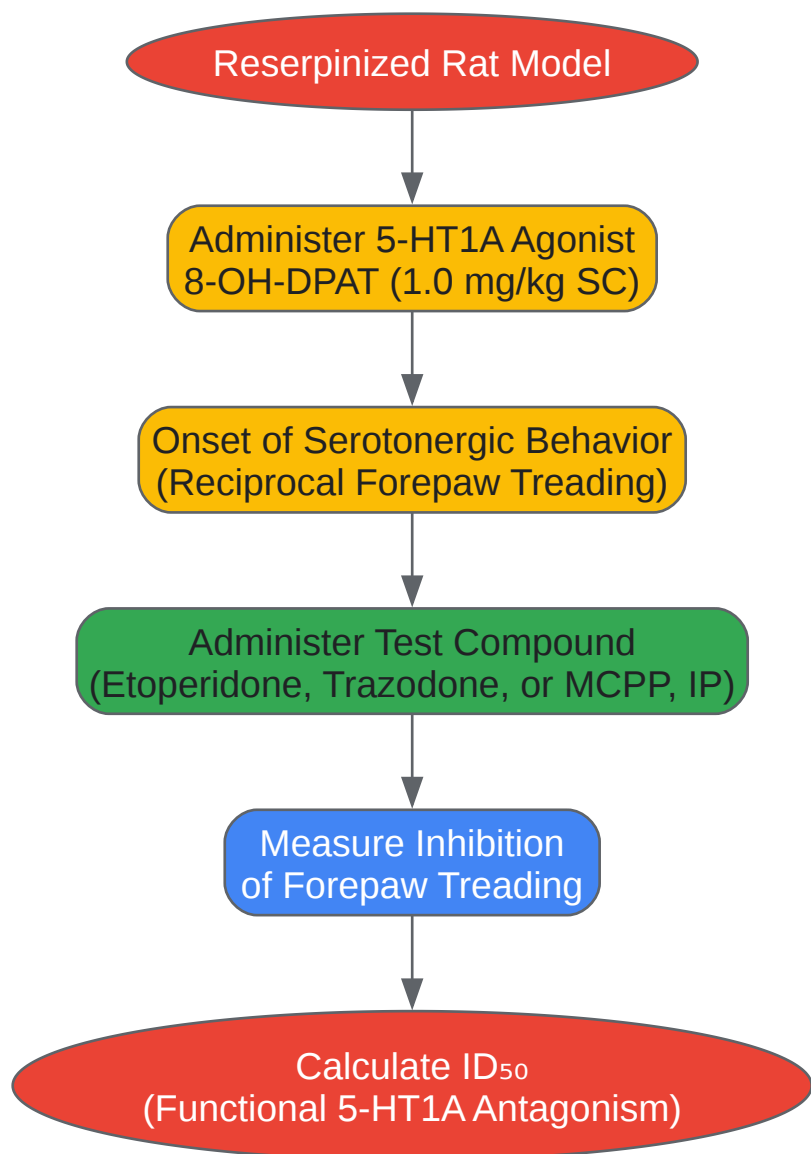 Reserpinized Rat Model
Administer 5-HT1A Agonist
8-OH-DPAT (1.0 mg/kg SC)
Onset of Serotonergic Behavior
(Reciprocal Forepaw Treading)
Administer Test Compound
(Etoperidone, Trazodone, or MCPP, IP)
Measure Inhibition
of Forepaw Treading
Calculate ID₅₀
(Functional 5-HT1A Antagonism)